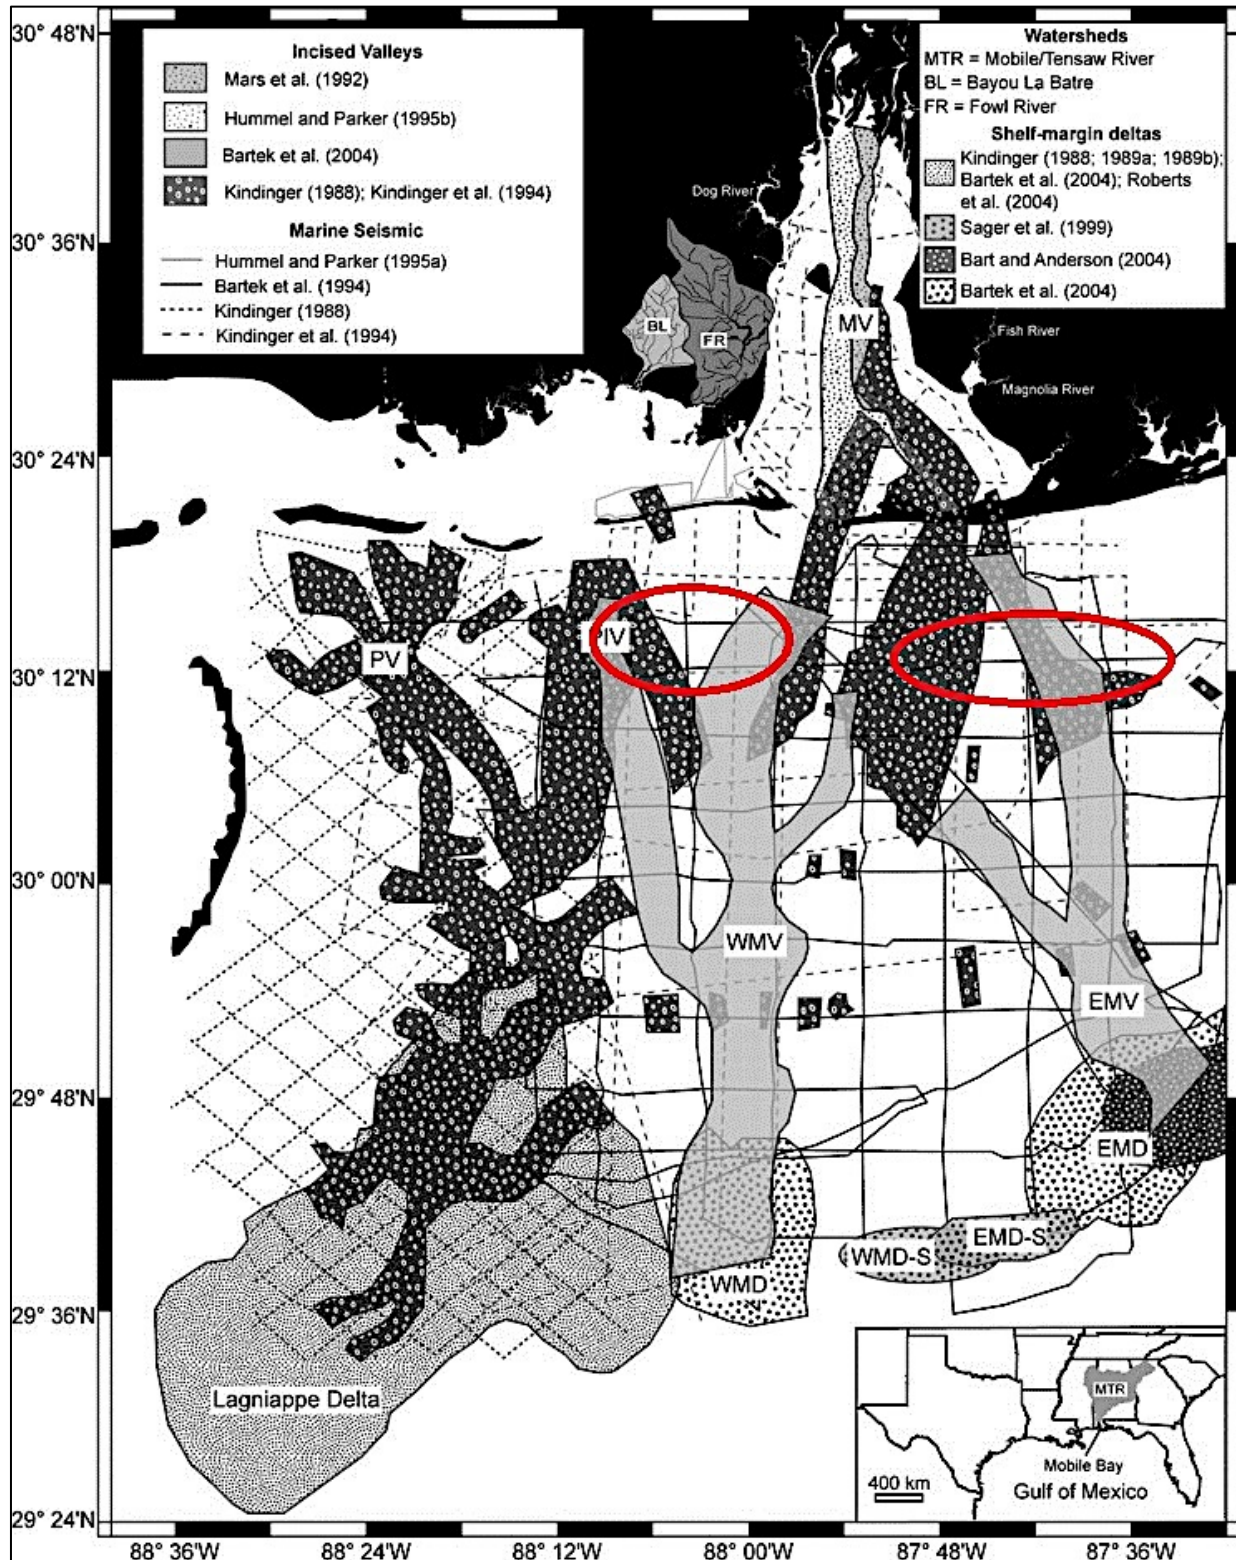 30° 48'N
30° 36'N
30° 24'N
30° 12'N
30° 00'N
29° 48'N
29° 36'N
29° 24'N
Incised Valleys
Mars et al. (1992)
Hummel and Parker (1995b)
Bartek et al. (2004)
Kindinger (1988); Kindinger et al. (1994)
Marine Seismic
Hummel and Parker (1995a)
Bartek et al. (1994)
Kindinger (1988)
Kindinger et al. (1994)
Watersheds
MTR = Mobile/Tensaw River
BL = Bayou La Batre
FR = Fowl River
Shelf-margin deltas
Kindinger (1988; 1989a; 1989b);
Bartek et al. (2004); Roberts
et al. (2004)
Sager et al. (1999)
Bart and Anderson (2004)
Bartek et al. (2004)
Dog River
BL
FR
MV
Fish River
Magnolia River
PV
PIV
WMV
EMV
EMD
EMD-S
WMD-S
WMD
Lagniappe Delta
MTR
Mobile Bay
400 km
Gulf of Mexico
88° 36'W
88° 24'W
88° 12'W
88° 00'W
87° 48'W
87° 36'W